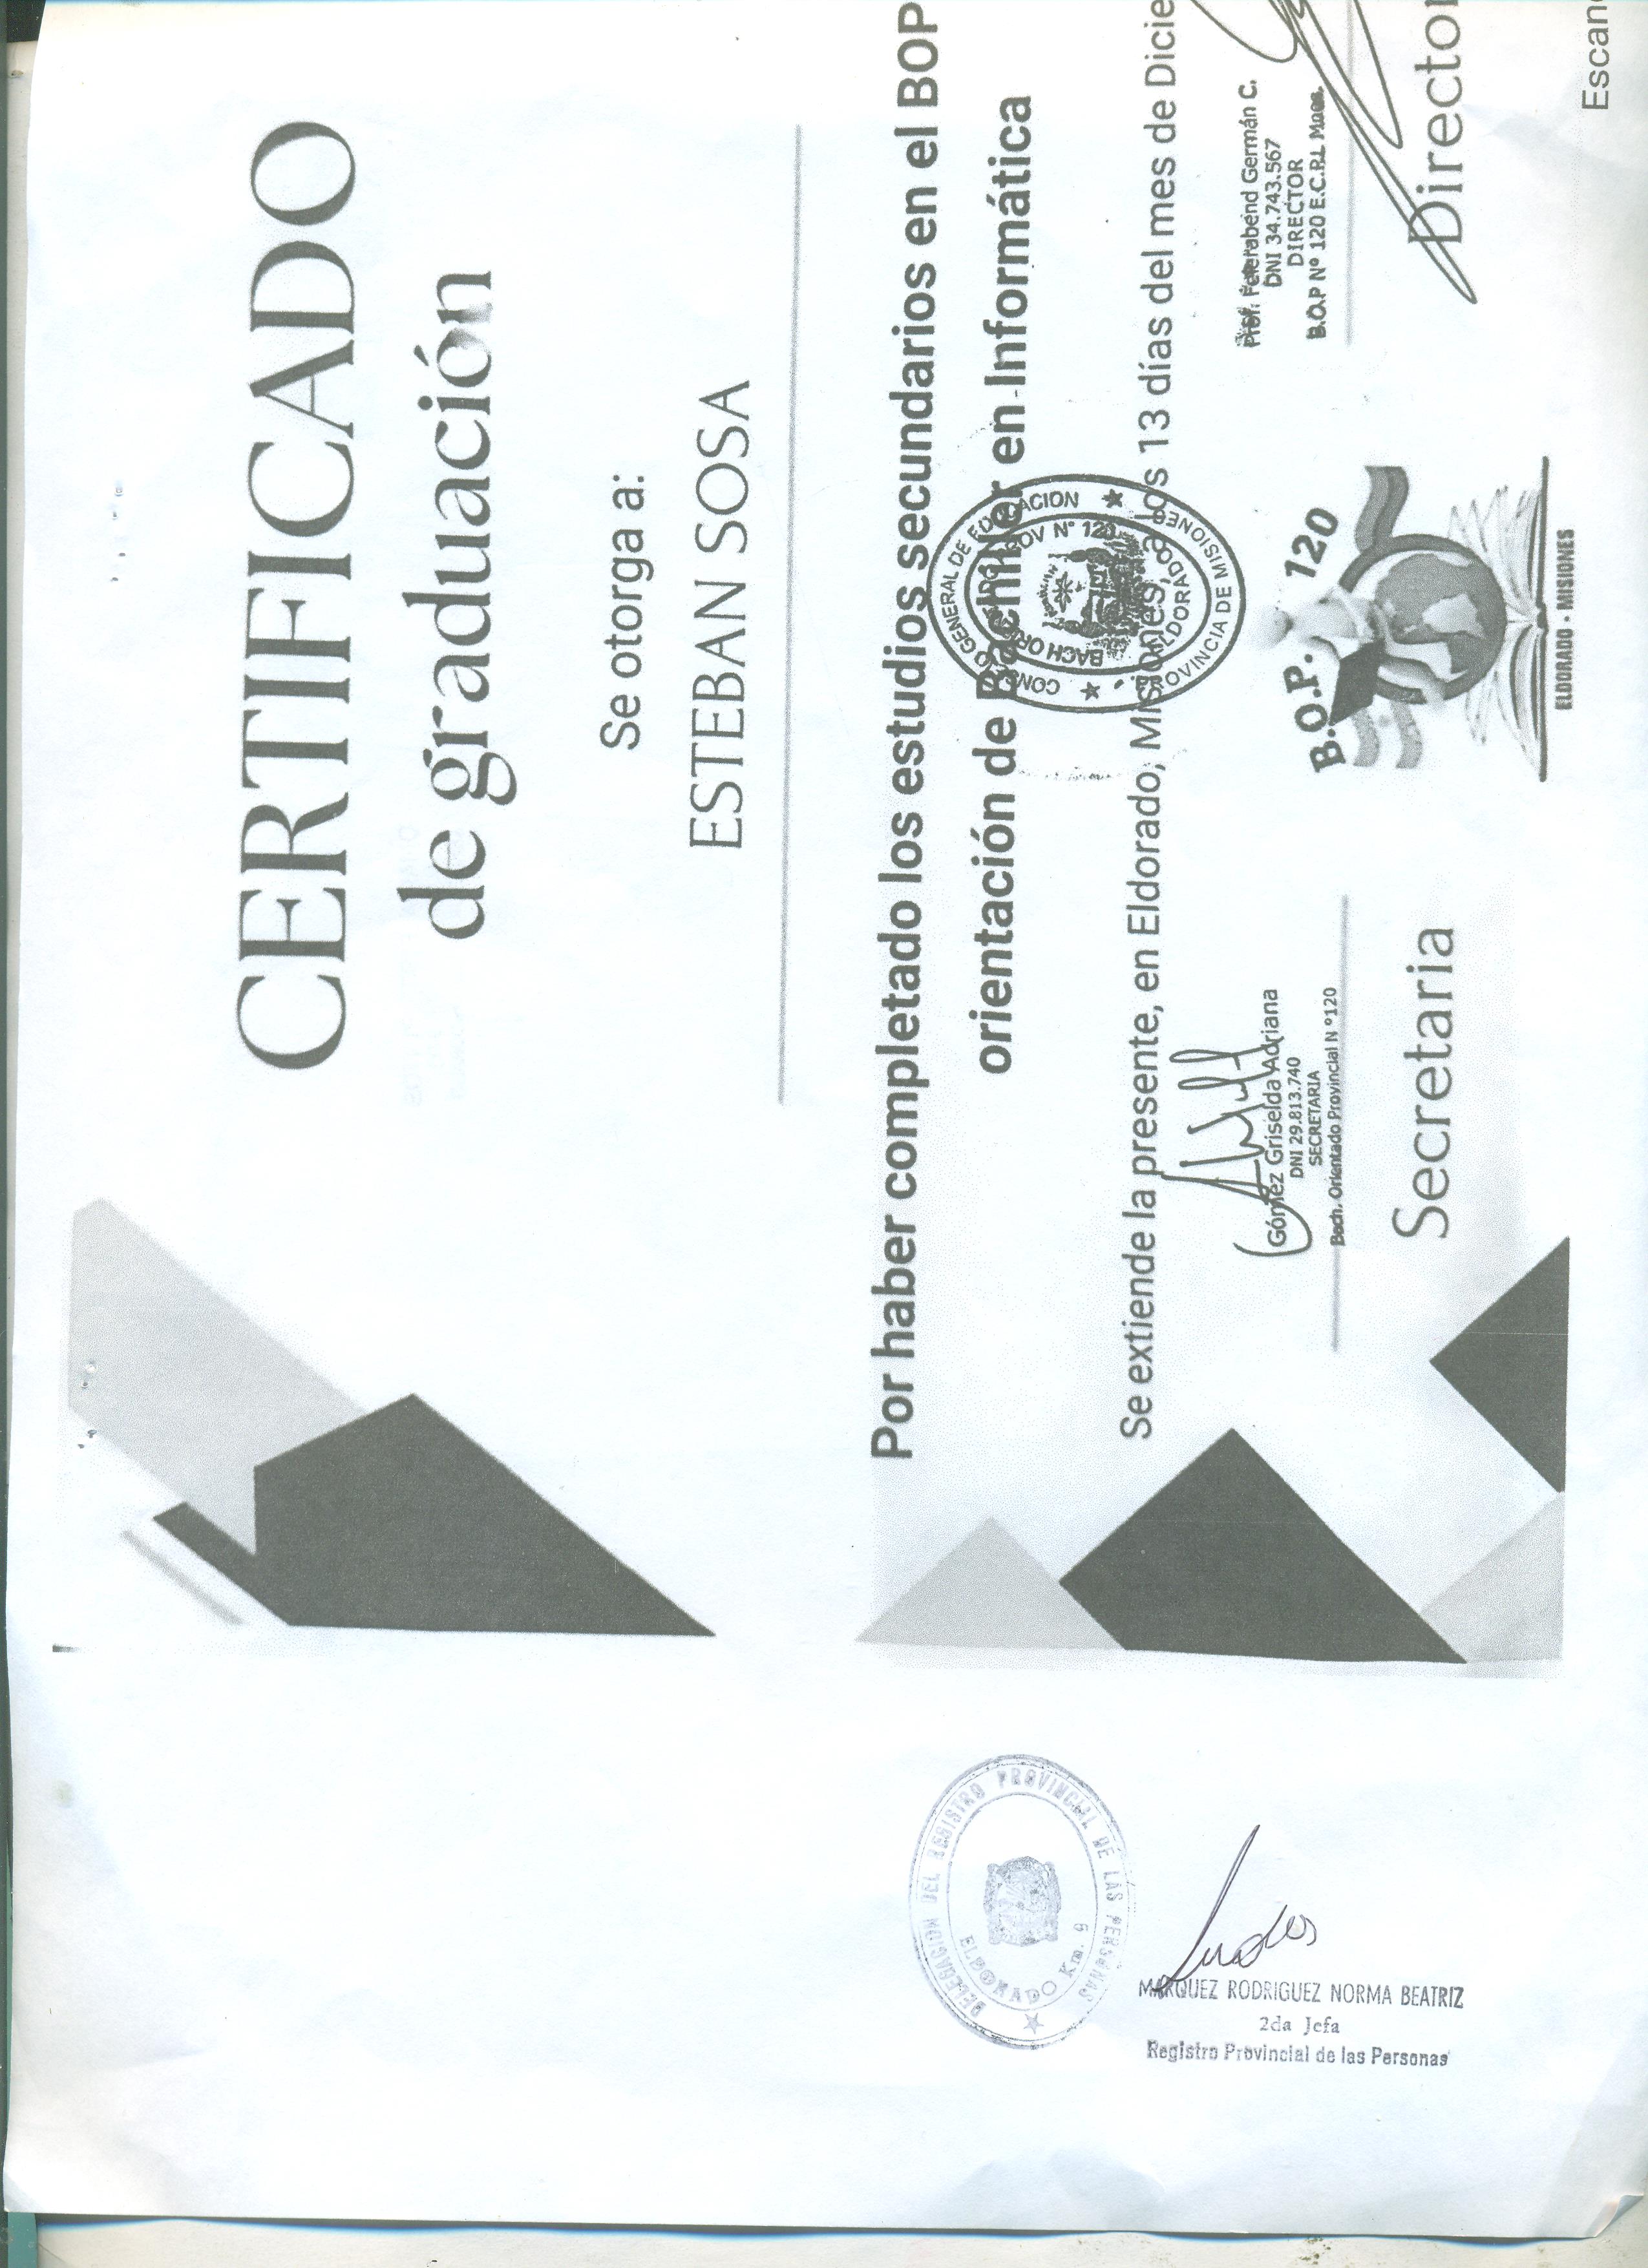 CERTIFICADO
de graduación
Se otorga a:
ESTEBAN SOSA
Por haber completado los estudios secundarios en el BOP
orientación de Bachiller en Informática
Se extiende la presente, en Eldorado, Misiones, a los 13 días del mes de Dicie
CONSEJO GENERAL DE EDUCACION
PROVINCIA DE MISIONES
BACH ORIENTADO PROV N° 120
ELDORADO
Gómez Griselda Adriana
DNI 29.813.740
SECRETARIA
Bach. Orientado Provincial N°120
Secretaria
B.O.P. 120
ELDORADO - MISIONES
Prof. Feierabend Germán C.
DNI 34.743.567
DIRECTOR
B.O.P Nº 120 E.C.R.L
Director
Escan
DELEGACION DEL REGISTRO PROVINCIAL DE LAS PERSONAS
ELDORADO Km. 9
MARQUEZ RODRIGUEZ NORMA BEATRIZ
2da Jefa
Registro Provincial de las Personas